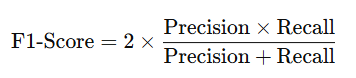 F1-Score = 2 × Precision × Recall / Precision + Recall